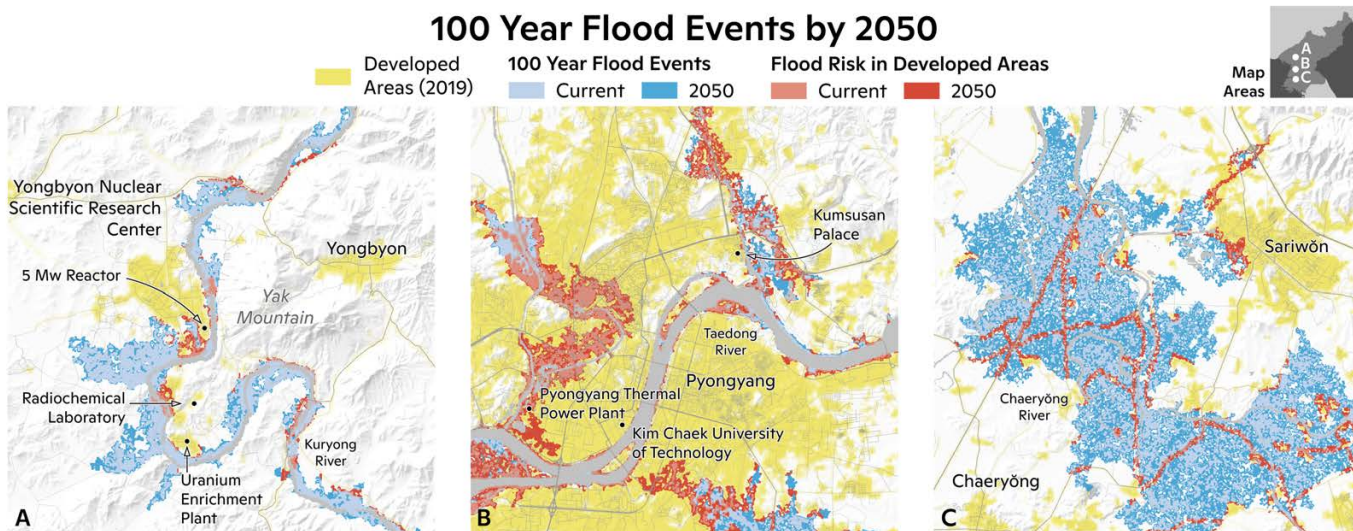 100 Year Flood Events by 2050
Developed
Areas (2019)
100 Year Flood Events
Current
2050
Flood Risk in Developed Areas
Current
2050
Map
Areas
A
B
C
Yongbyon Nuclear
Scientific Research
Center
5 Mw Reactor
Yongbyon
Yak
Mountain
Radiochemical
Laboratory
Kuryong
River
Uranium
Enrichment
Plant
A
Kumsusan
Palace
Taedong
River
Pyongyang
Pyongyang Thermal
Power Plant
Kim Chaek University
of Technology
B
Sariwŏn
Chaeryŏng
River
Chaeryŏng
C